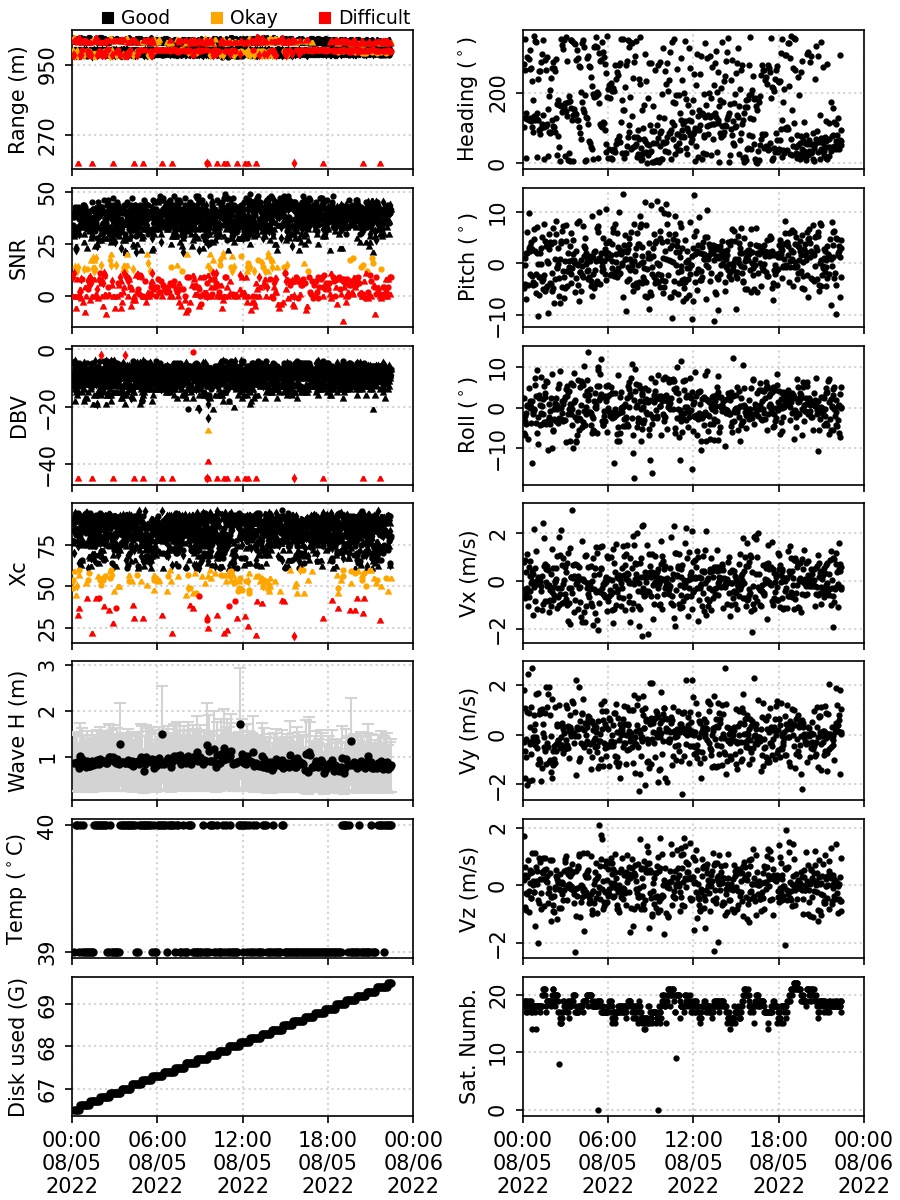 Good Okay Difficult
Range (m)
950
270
Heading (°)
200
0
SNR
50
25
0
Pitch (°)
10
0
−10
DBV
0
−20
−40
Roll (°)
10
0
−10
Xc
75
50
25
Vx (m/s)
2
0
−2
Wave H (m)
3
2
1
Vy (m/s)
2
0
−2
Temp (°C)
40
39
Vz (m/s)
2
0
−2
Disk used (G)
69
68
67
Sat. Numb.
20
10
0
00:00 06:00 12:00 18:00 00:00
08/05 08/05 08/05 08/05 08/06
2022 2022 2022 2022 2022
00:00 06:00 12:00 18:00 00:00
08/05 08/05 08/05 08/05 08/06
2022 2022 2022 2022 2022